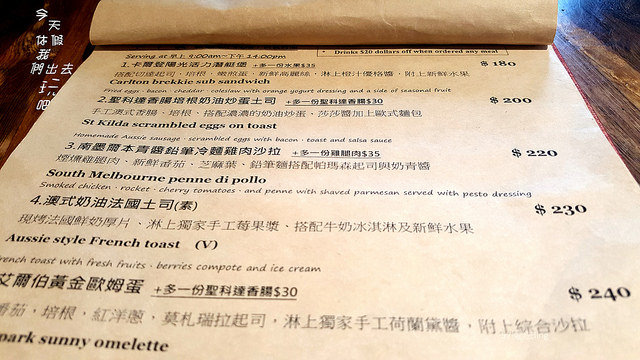 今天假
休我們出去
玩吧
Serving at 早上 9:00am~下午 14:00pm
* Drinks $20 dollars off when ordered any meal
1.卡爾登陽光活力潛艇堡 +多一份水果$35 $ 180
搭配切達起司、培根、嫩煎蛋、新鮮高麗絲，淋上橙汁優格醬，附上新鮮水果
Carlton brekkie sub sandwich
Fried eggs · bacon · cheddar · coleslaw with orange yogurt dressing and a side of seasonal fruit
2.聖科達香腸培根奶油炒蛋土司 +多一份聖科達香腸$30 $ 200
手工澳式香腸、培根、搭配濃濃的奶油炒蛋、莎莎醬加上歐式麵包
St Kilda scrambled eggs on toast
Homemade Aussie sausage · scrambled eggs with bacon · toast and salsa sauce
3.南墨爾本青醬鉛筆冷麵雞肉沙拉 +多一份雞腿肉$35 $ 220
煙燻雞腿肉、新鮮番茄、芝麻葉、鉛筆麵搭配帕瑪森起司與奶青醬
South Melbourne penne di pollo
Smoked chicken · rocket · cherry tomatoes · and penne with shaved parmesan served with pesto dressing
4.澳式奶油法國土司(素) $ 230
現烤法國鮮奶厚片、淋上獨家手工莓果漿、搭配牛奶冰淇淋及新鮮水果
Aussie style French toast (V)
rench toast with fresh fruits · berries compote and ice cream
艾爾伯黃金歐姆蛋 +多一份聖科達香腸$30 $ 240
番茄，培根，紅洋蔥，莫札瑞拉起司，淋上獨家手工荷蘭黛醬，附上綜合沙拉
park sunny omelette